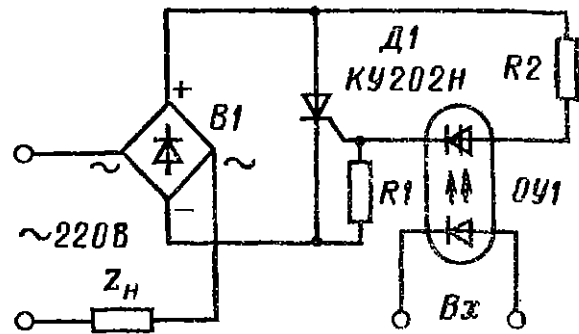 Д1
КУ202Н
R2
+
В1
~
~
−
R1
ОУ1
~220В
Zн
Вх